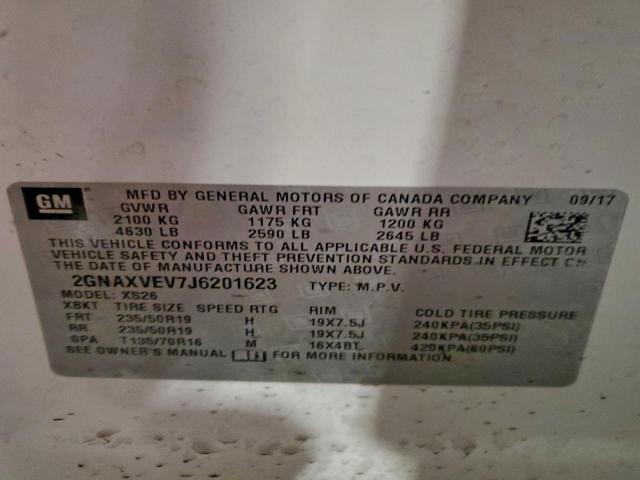 GM MFD BY GENERAL MOTORS OF CANADA COMPANY 09/17
GVWR GAWR FRT GAWR RR
2100 KG 1175 KG 1200 KG
4630 LB 2590 LB 2645 LB
THIS VEHICLE CONFORMS TO ALL APPLICABLE U.S. FEDERAL MOTOR
VEHICLE SAFETY AND THEFT PREVENTION STANDARDS IN EFFECT ON
THE DATE OF MANUFACTURE SHOWN ABOVE.
2GNAXVEV7J6201623 TYPE: M.P.V.
MODEL: XS26
XBKT TIRE SIZE SPEED RTG RIM COLD TIRE PRESSURE
FRT 235/50R19 H 19X7.5J 240KPA(35PSI)
RR 235/50R19 H 19X7.5J 240KPA(35PSI)
SPA T135/70R16 M 16X4BT 420KPA(60PSI)
SEE OWNER'S MANUAL FOR MORE INFORMATION